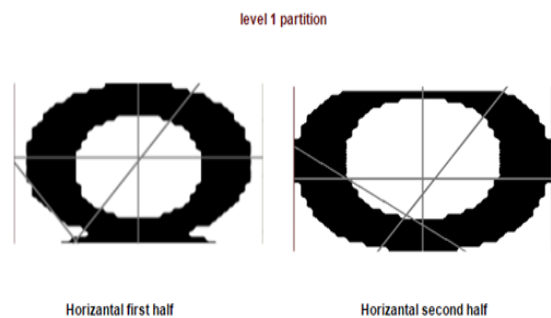 level 1 partition
Horizantal first half
Horizantal second half